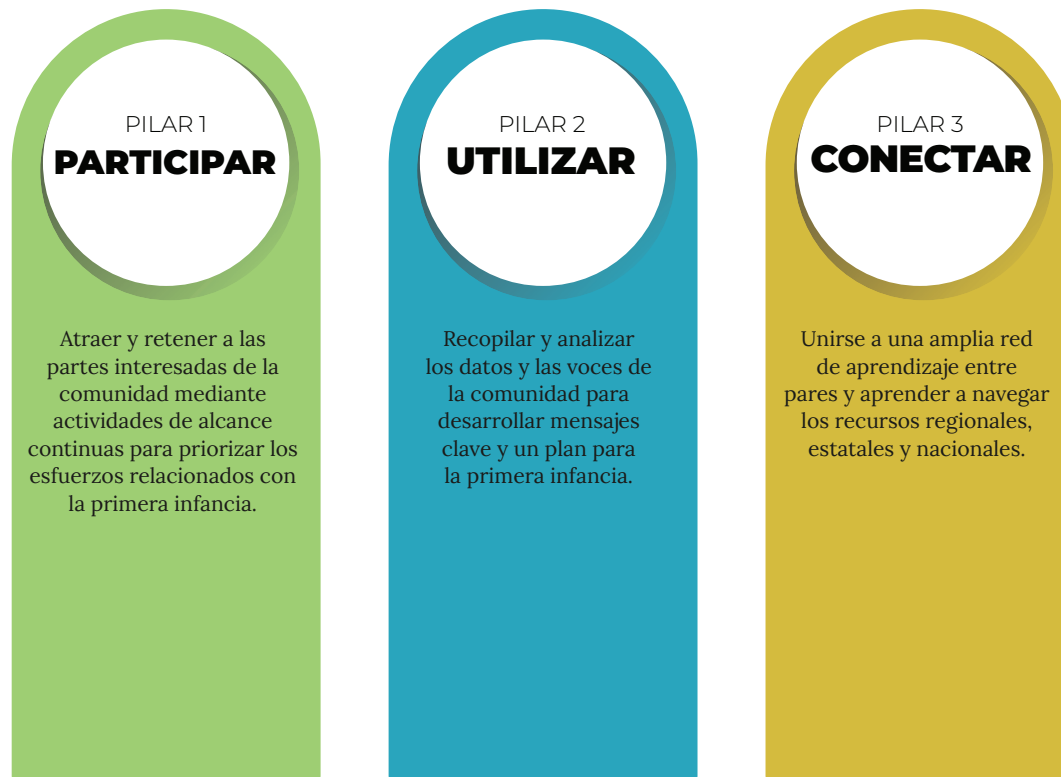 PILAR 1
PARTICIPAR
Atraer y retener a las
partes interesadas de la
comunidad mediante
actividades de alcance
continuas para priorizar los
esfuerzos relacionados con
la primera infancia.
PILAR 2
UTILIZAR
Recopilar y analizar
los datos y las voces de
la comunidad para
desarrollar mensajes
clave y un plan para
la primera infancia.
PILAR 3
CONECTAR
Unirse a una amplia red
de aprendizaje entre
pares y aprender a navegar
los recursos regionales,
estatales y nacionales.